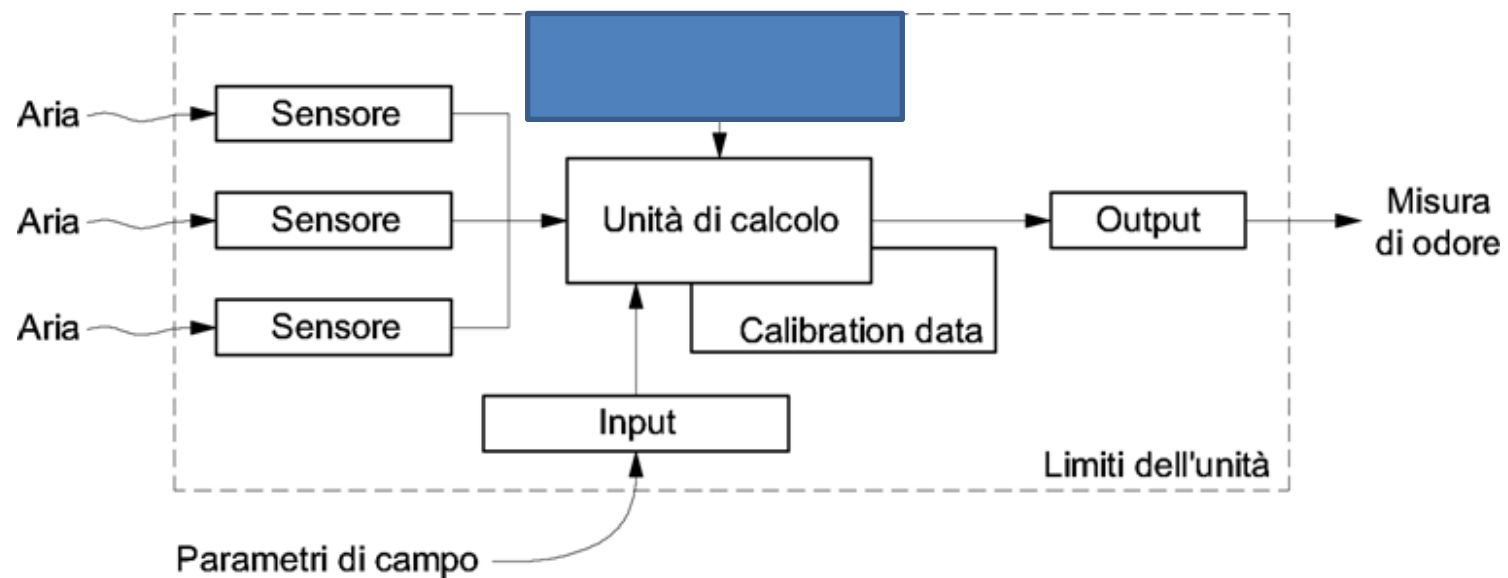 Aria
Sensore
Aria
Sensore
Unità di calcolo
Output
Misura
di odore
Aria
Sensore
Calibration data
Input
Limiti dell'unità
Parametri di campo